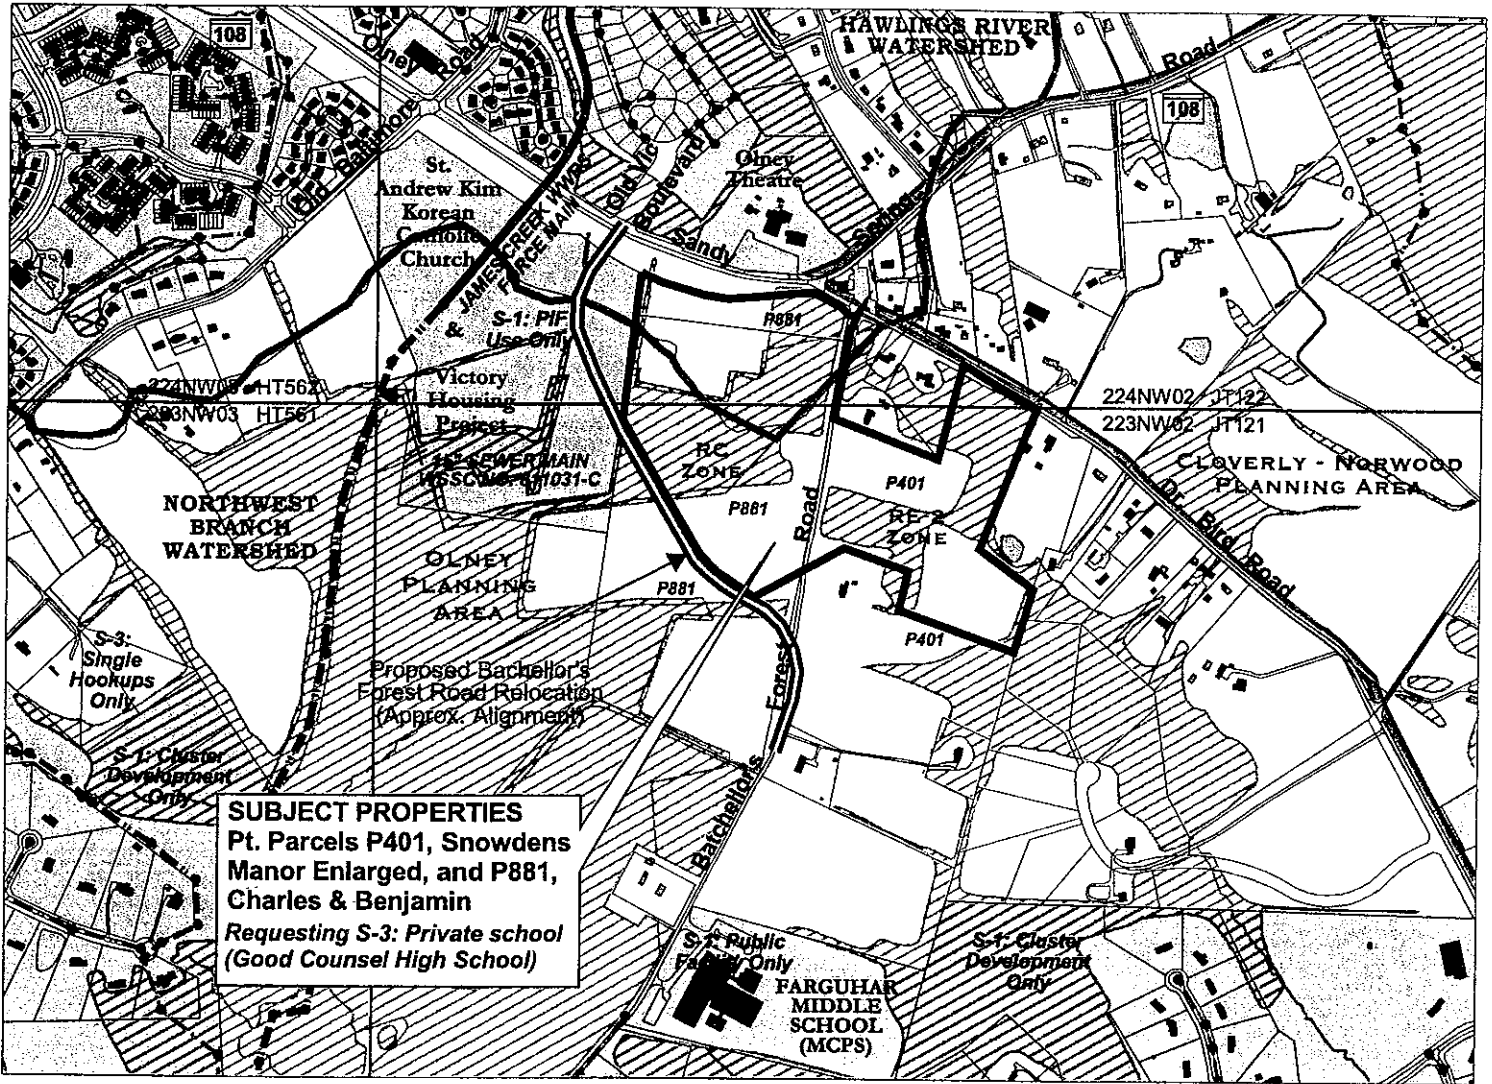 108
Olney
Road
HAWLINGS RIVER
WATERSHED
Road
108
Old Baltimore
St.
Andrew Kim
Korean
Catholic
Church
&
Victory
Housing
Project
JAMES CREEK WWPS
FORCE MAIN
Old Vic
Boulevard
Olney
Theatre
Sandy
Spring
S-1: PIF
Use Only
P881
224NW03 HT562
223NW03 HT561
224NW02 JT122
223NW02 JT121
RC
ZONE
CLOVERLY - NORWOOD
PLANNING AREA
P401
P881
Road
RE-2
ZONE
Dr. Bird Road
NORTHWEST
BRANCH
WATERSHED
OLNEY
PLANNING
AREA
P881
P401
S-3:
Single
Hookups
Only
Proposed Bachellor's
Forest Road Relocation
(Approx. Alignment)
Forest
Batchellors
S-1: Cluster
Development
Only
SUBJECT PROPERTIES
Pt. Parcels P401, Snowdens
Manor Enlarged, and P881,
Charles & Benjamin
Requesting S-3: Private school
(Good Counsel High School)
S-1: Public
Facility Only
FARGUHAR
MIDDLE
SCHOOL
(MCPS)
S-1: Cluster
Development
Only